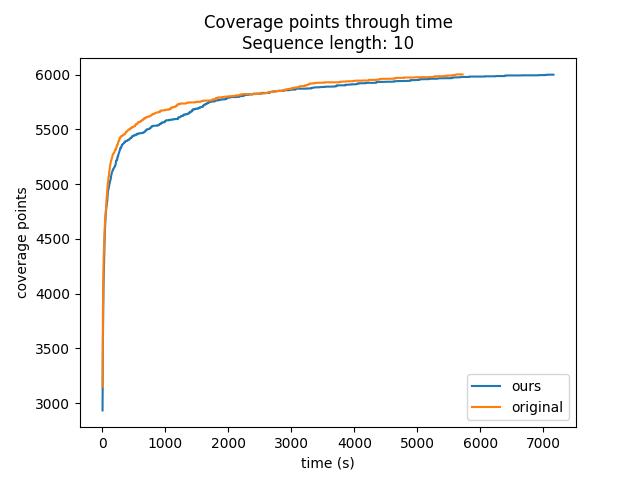 Coverage points through time
Sequence length: 10
coverage points
6000
5500
5000
4500
4000
3500
3000
ours
original
0 1000 2000 3000 4000 5000 6000 7000
time (s)